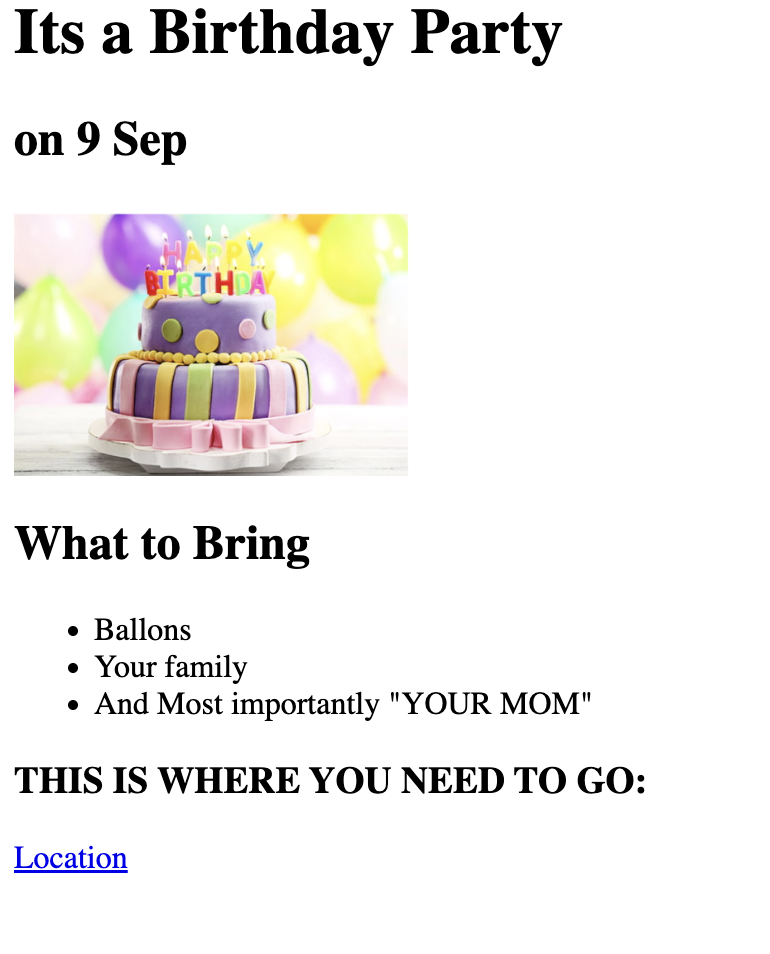 Its a Birthday Party
on 9 Sep
HAPPY
BIRTHDAY
What to Bring
Ballons
Your family
And Most importantly "YOUR MOM"
THIS IS WHERE YOU NEED TO GO:
Location